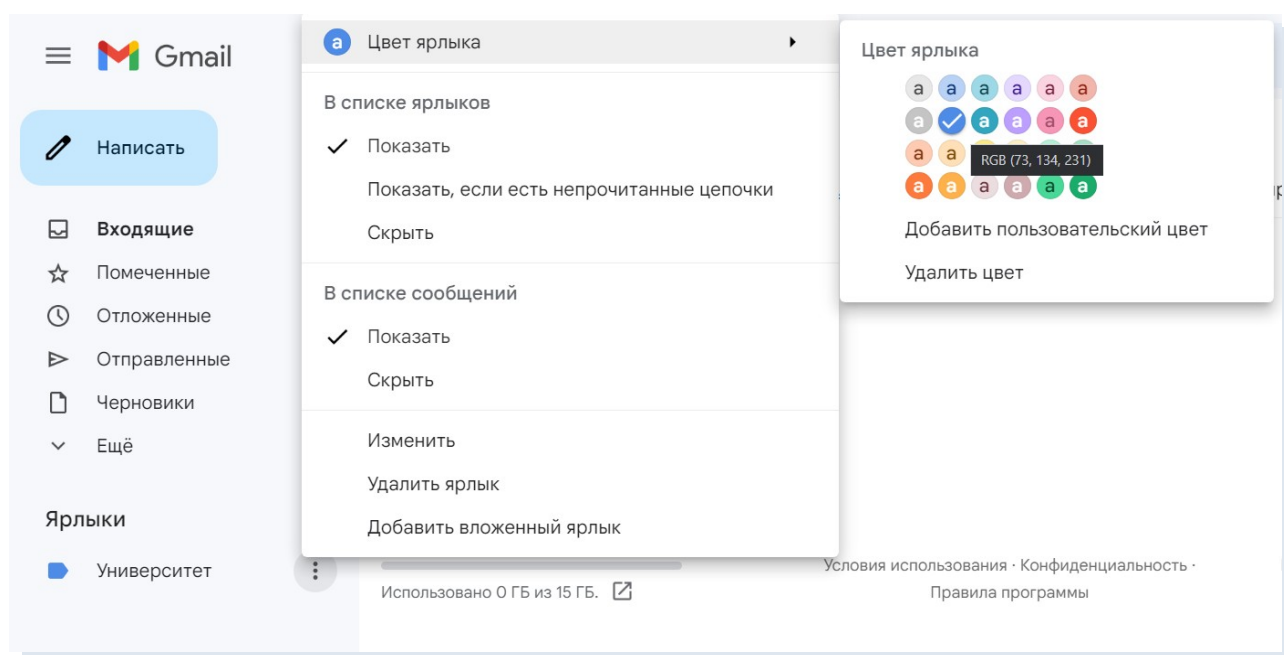 Gmail
Написать
Входящие
Помеченные
Отложенные
Отправленные
Черновики
Ещё
Ярлыки
Университет
a Цвет ярлыка
В списке ярлыков
Показать
Показать, если есть непрочитанные цепочки
Скрыть
В списке сообщений
Показать
Скрыть
Изменить
Удалить ярлык
Добавить вложенный ярлык
Цвет ярлыка
a a a a a a
a a a a a
a a
RGB (73, 134, 231)
a a a a a a
Добавить пользовательский цвет
Удалить цвет
Использовано 0 ГБ из 15 ГБ.
Условия использования · Конфиденциальность ·
Правила программы